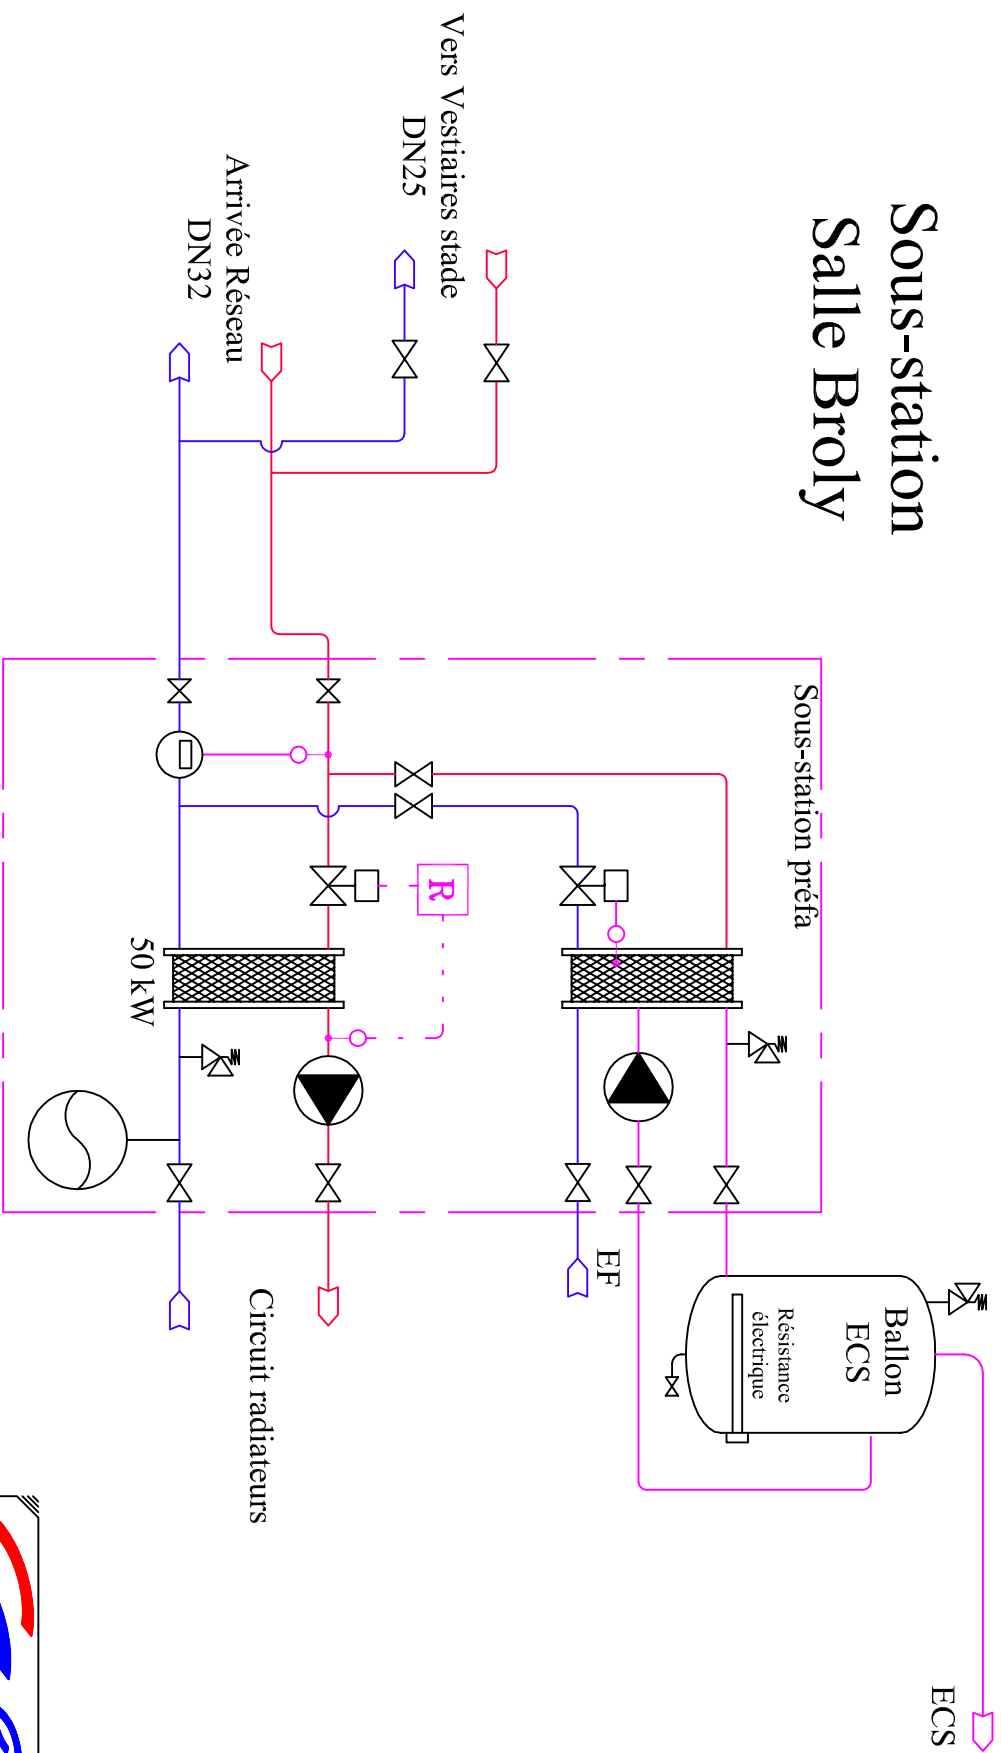 Sous-station
Salle Broly
Vers Vestiaires stade
DN25
Arrivée Réseau
DN32
Sous-station préfa
R
50 kW
EF
Ballon
ECS
Résistance
électrique
Circuit radiateurs
ECS